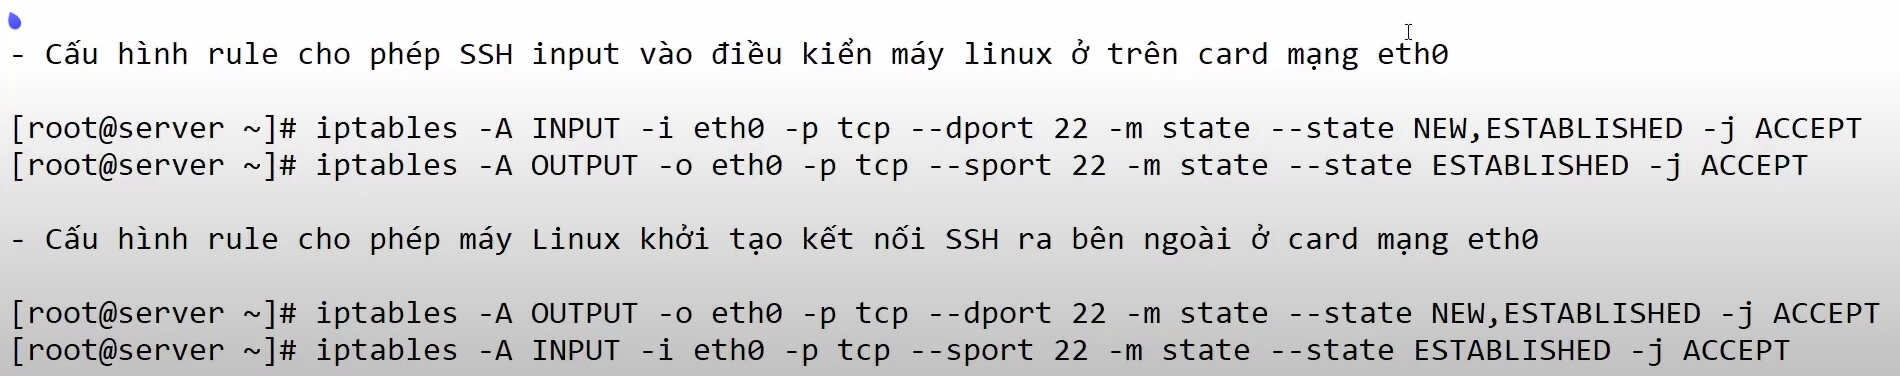 - Cấu hình rule cho phép SSH input vào điều kiển máy linux ở trên card mạng eth0
[root@server ~]# iptables -A INPUT -i eth0 -p tcp --dport 22 -m state --state NEW,ESTABLISHED -j ACCEPT
[root@server ~]# iptables -A OUTPUT -o eth0 -p tcp --sport 22 -m state --state ESTABLISHED -j ACCEPT
- Cấu hình rule cho phép máy Linux khởi tạo kết nối SSH ra bên ngoài ở card mạng eth0
[root@server ~]# iptables -A OUTPUT -o eth0 -p tcp --dport 22 -m state --state NEW,ESTABLISHED -j ACCEPT
[root@server ~]# iptables -A INPUT -i eth0 -p tcp --sport 22 -m state --state ESTABLISHED -j ACCEPT